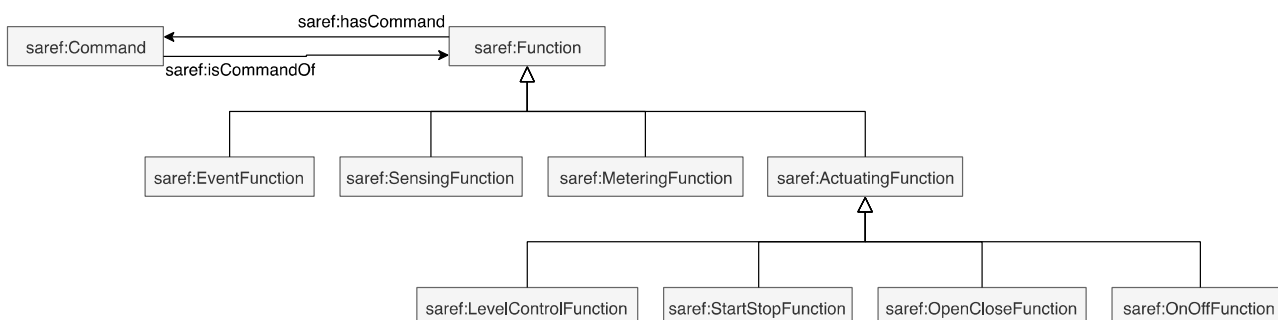 saref:hasCommand
saref:Command
saref:Function
saref:isCommandOf
saref:EventFunction
saref:SensingFunction
saref:MeteringFunction
saref:ActuatingFunction
saref:LevelControlFunction
saref:StartStopFunction
saref:OpenCloseFunction
saref:OnOffFunction